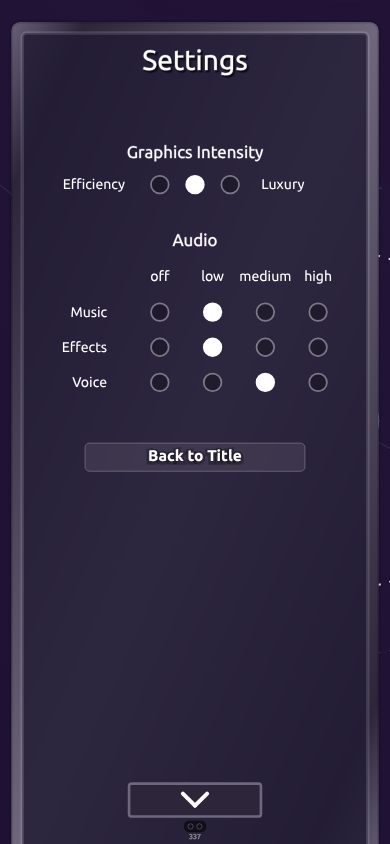 Settings
Graphics Intensity
Efficiency Luxury
Audio
off low medium high
Music
Effects
Voice
Back to Title
337